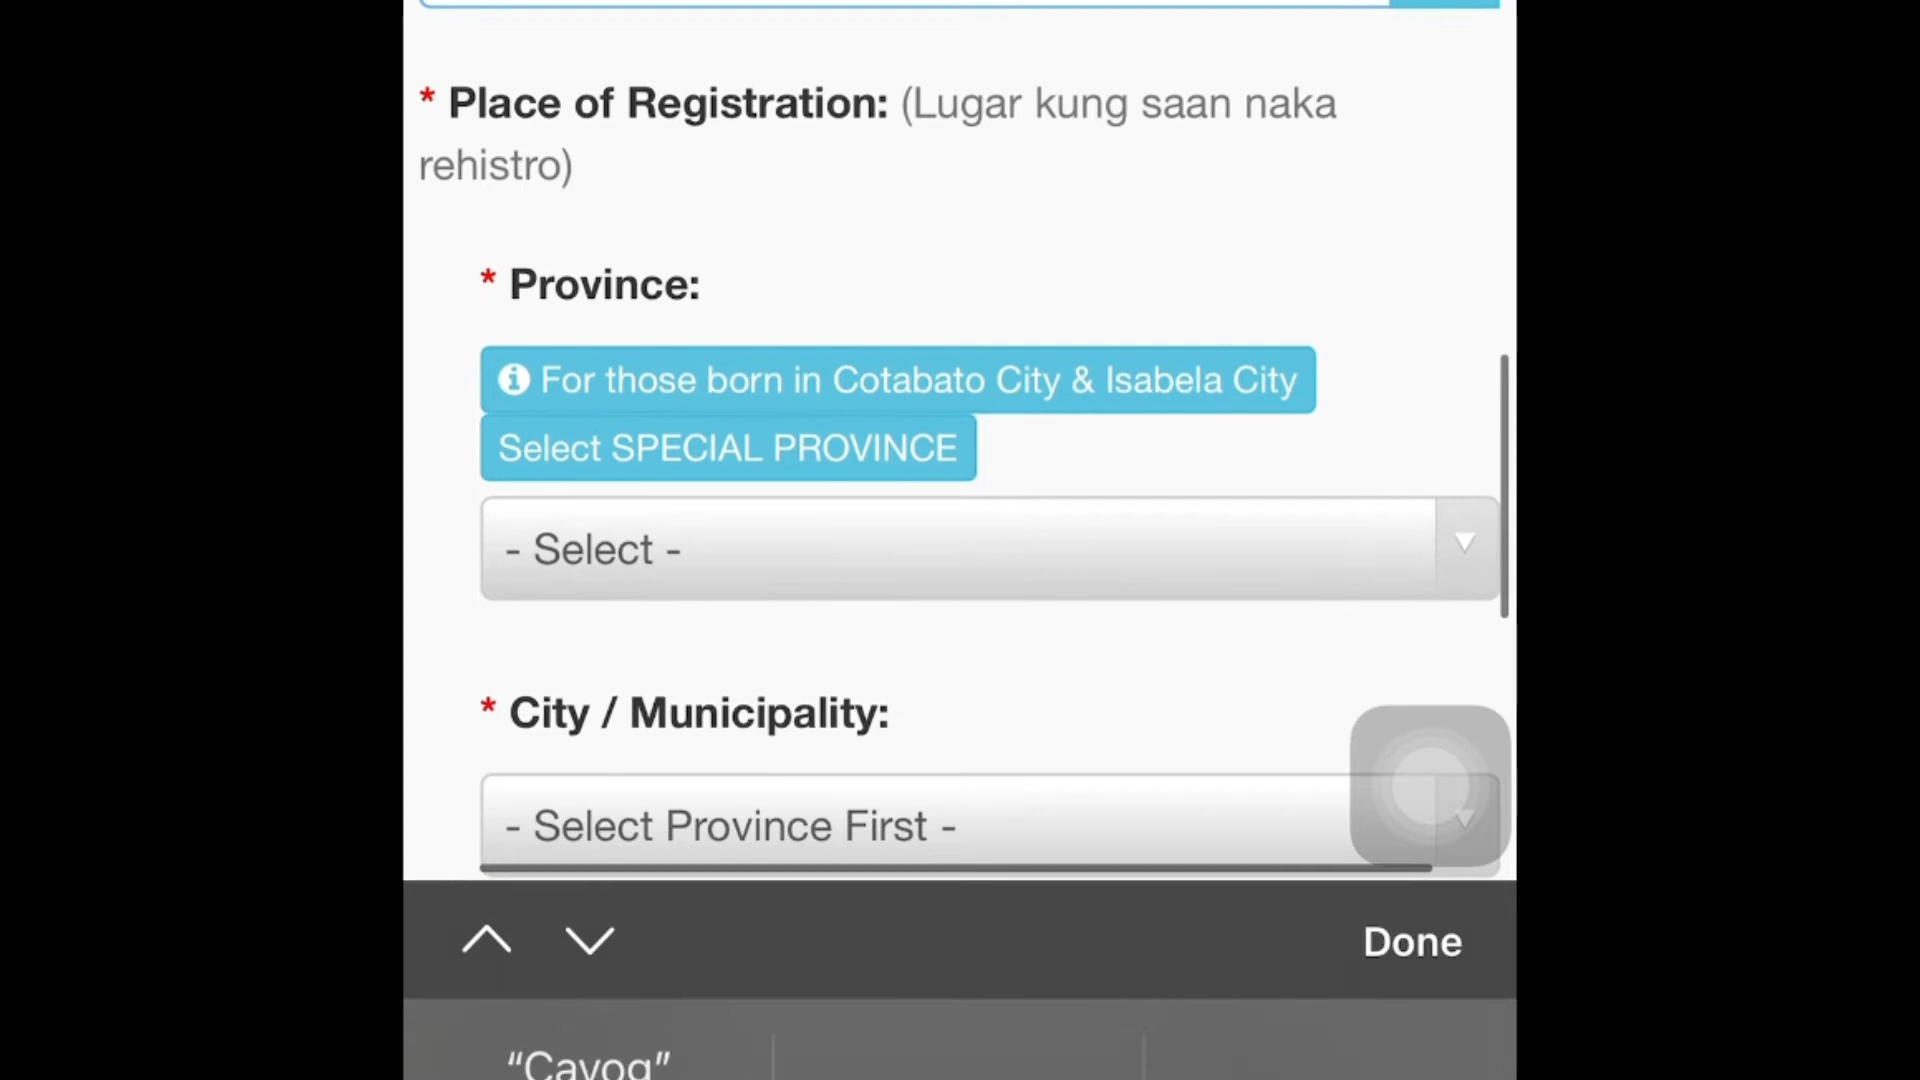 * Place of Registration: (Lugar kung saan naka
rehistro)
* Province:
For those born in Cotabato City & Isabela City
Select SPECIAL PROVINCE
- Select -
* City / Municipality:
- Select Province First -
Done
“Cavog”